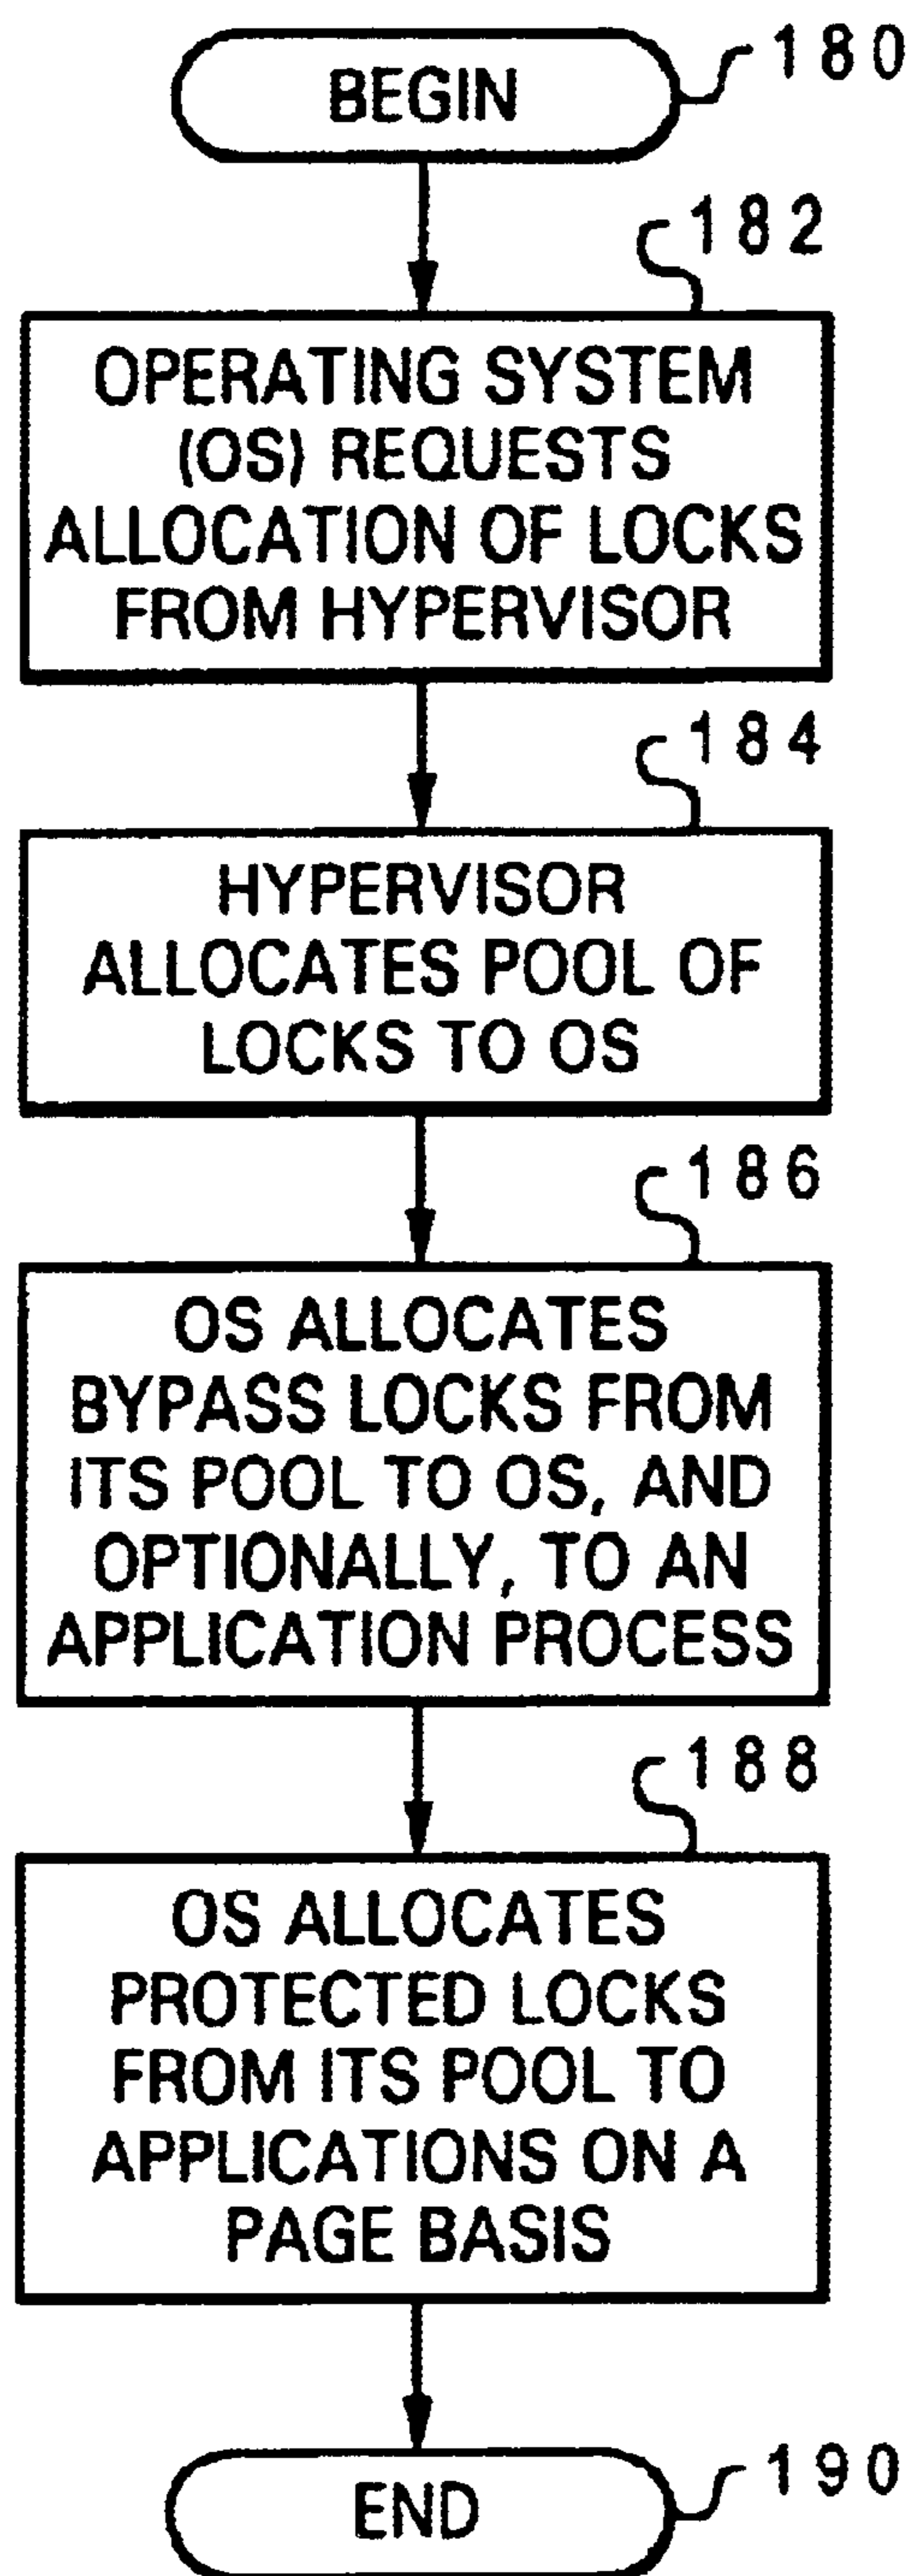 BEGIN
180
182
OPERATING SYSTEM
(OS) REQUESTS
ALLOCATION OF LOCKS
FROM HYPERVISOR
184
HYPERVISOR
ALLOCATES POOL OF
LOCKS TO OS
186
OS ALLOCATES
BYPASS LOCKS FROM
ITS POOL TO OS, AND
OPTIONALLY, TO AN
APPLICATION PROCESS
188
OS ALLOCATES
PROTECTED LOCKS
FROM ITS POOL TO
APPLICATIONS ON A
PAGE BASIS
END
190